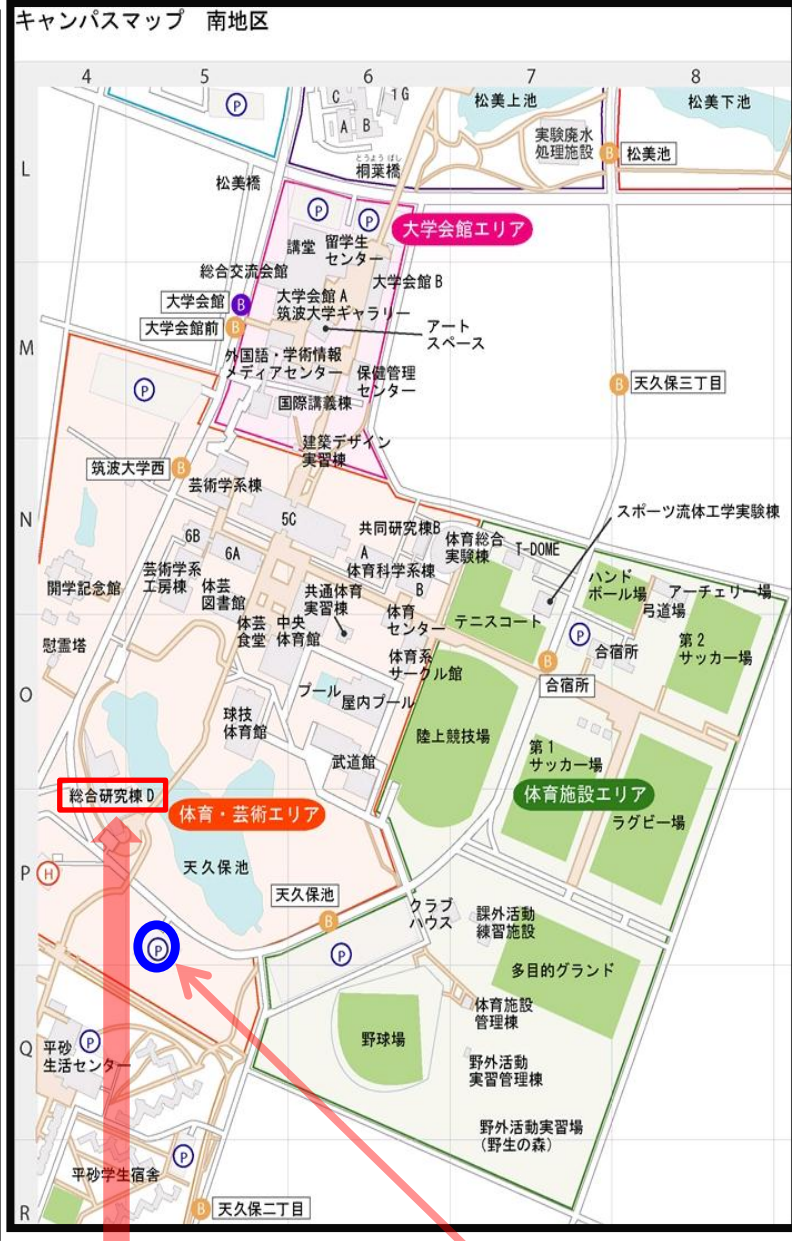 キャンパスマップ 南地区
4 5 6 7 8
L
M
N
O
P
Q
R
P
C
1G
A B
とうようばし
桐葉橋
松美上池
松美下池
実験廃水
処理施設
B 松美池
松美橋
P
P
大学会館エリア
講堂
留学生
センター
総合交流会館
大学会館 B
大学会館 B
大学会館前 B
大学会館 A
筑波大学ギャラリー
アート
スペース
外国語・学術情報
メディアセンター
保健管理
センター
国際講義棟
B 天久保三丁目
P
建築デザイン
実習棟
筑波大学西 B
芸術学系棟
5C
6B
6A
共同研究棟B
A
体育科学系棟
B
体育総合
実験棟
T-DOME
スポーツ流体工学実験棟
開学記念館
芸術学系
工房棟
体芸
図書館
共通体育
実習棟
ハンド
ボール場
アーチェリー場
弓道場
慰霊塔
体芸
食堂
中央
体育館
体育
センター
テニスコート
P
合宿所
第2
サッカー場
体育系
サークル館
B
合宿所
プール
屋内プール
球技
体育館
武道館
陸上競技場
第1
サッカー場
総合研究棟 D
体育・芸術エリア
体育施設エリア
ラグビー場
H
天久保池
天久保池
B
クラブ
ハウス
課外活動
練習施設
P
P
多目的グランド
体育施設
管理棟
野球場
平砂
生活センター
P
野外活動
実習管理棟
野外活動実習場
(野生の森)
P
平砂学生宿舎
B 天久保二丁目